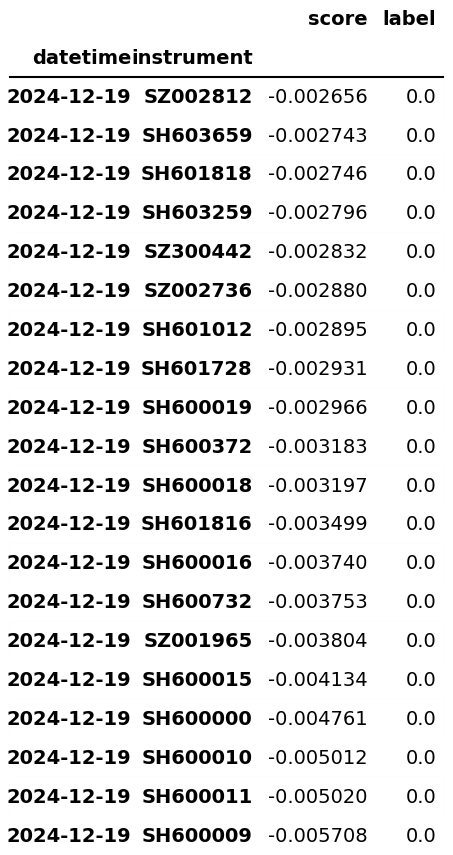 score label
datetime instrument
2024-12-19 SZ002812 -0.002656 0.0
2024-12-19 SH603659 -0.002743 0.0
2024-12-19 SH601818 -0.002746 0.0
2024-12-19 SH603259 -0.002796 0.0
2024-12-19 SZ300442 -0.002832 0.0
2024-12-19 SZ002736 -0.002880 0.0
2024-12-19 SH601012 -0.002895 0.0
2024-12-19 SH601728 -0.002931 0.0
2024-12-19 SH600019 -0.002966 0.0
2024-12-19 SH600372 -0.003183 0.0
2024-12-19 SH600018 -0.003197 0.0
2024-12-19 SH601816 -0.003499 0.0
2024-12-19 SH600016 -0.003740 0.0
2024-12-19 SH600732 -0.003753 0.0
2024-12-19 SZ001965 -0.003804 0.0
2024-12-19 SH600015 -0.004134 0.0
2024-12-19 SH600000 -0.004761 0.0
2024-12-19 SH600010 -0.005012 0.0
2024-12-19 SH600011 -0.005020 0.0
2024-12-19 SH600009 -0.005708 0.0